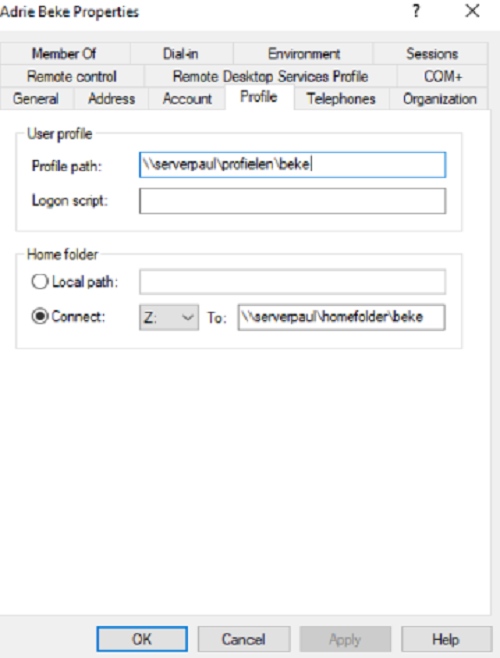 Adrie Beke Properties ? ×
Member Of Dial-in Environment Sessions
Remote control Remote Desktop Services Profile COM+
General Address Account Profile Telephones Organization
User profile
Profile path: \\serverpaul\profielen\beke
Logon script:
Home folder
Local path:
Connect: Z: To: \\serverpaul\homefolder\beke
OK Cancel Apply Help